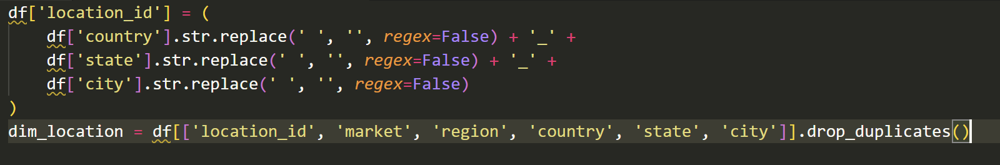 df['location_id'] = (
    df['country'].str.replace(' ', '', regex=False) + '_' +
    df['state'].str.replace(' ', '', regex=False) + '_' +
    df['city'].str.replace(' ', '', regex=False)
)
dim_location = df[['location_id', 'market', 'region', 'country', 'state', 'city']].drop_duplicates()